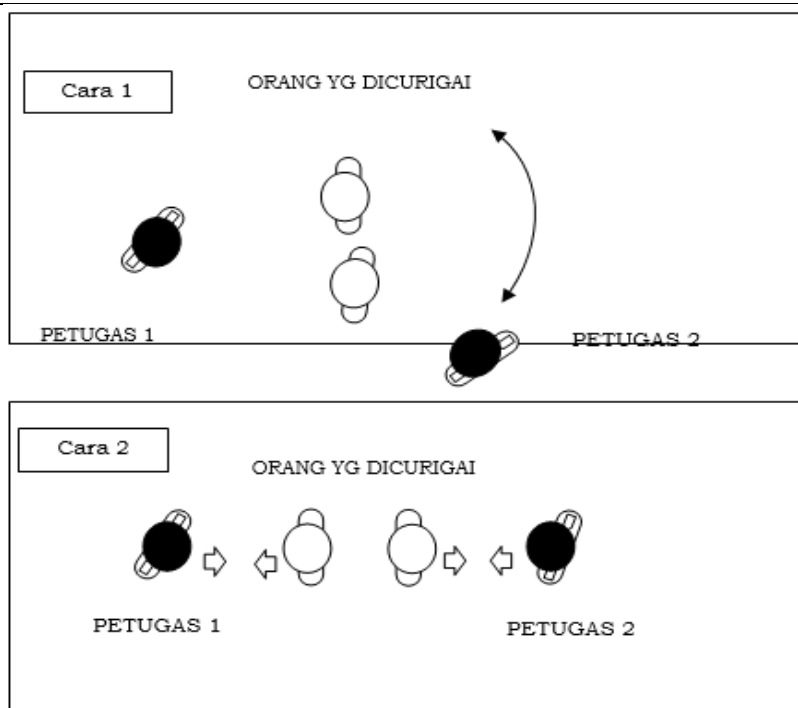 Cara 1
ORANG YG DICURIGAI
PETUGAS 1
PETUGAS 2
Cara 2
ORANG YG DICURIGAI
PETUGAS 1
PETUGAS 2